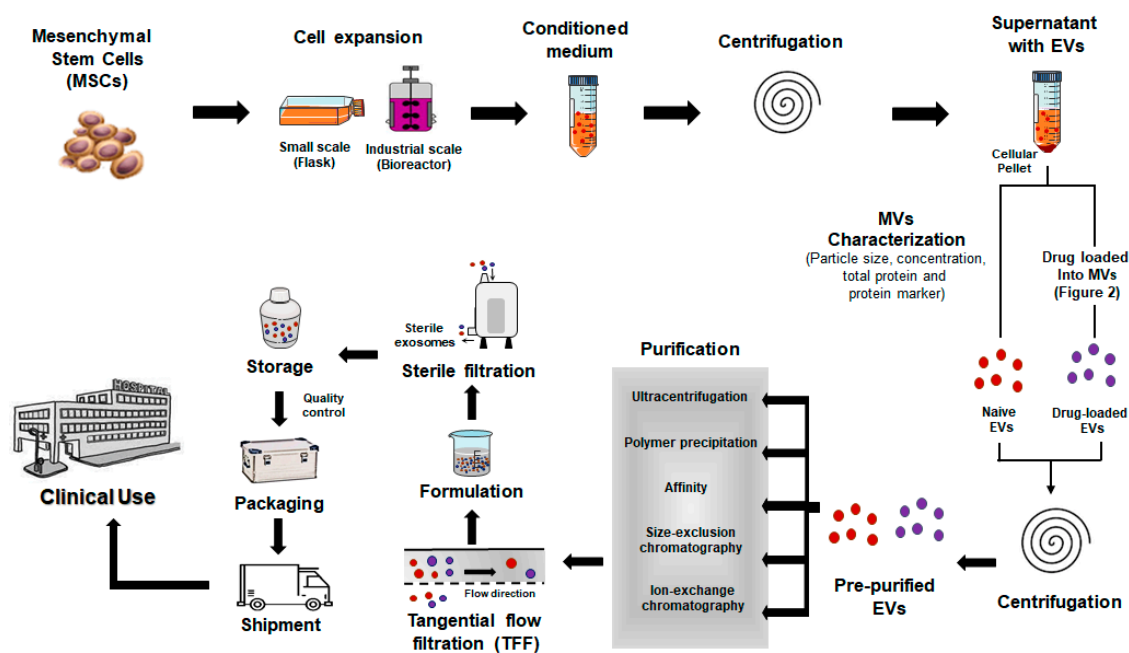 Mesenchymal
Stem Cells
(MSCs)
Cell expansion
Small scale
(Flask)
Industrial scale
(Bioreactor)
Conditioned
medium
Centrifugation
Supernatant
with EVs
Cellular
Pellet
MVs
Characterization
(Particle size, concentration,
total protein and
protein marker)
Drug loaded
Into MVs
(Figure 2)
Naive
EVs
Drug-loaded
EVs
Centrifugation
Pre-purified
EVs
Purification
Ultracentrifugation
Polymer precipitation
Affinity
Size-exclusion
chromatography
Ion-exchange
chromatography
Flow direction
Tangential flow
filtration (TFF)
Formulation
Sterile
exosomes
Sterile filtration
Storage
Quality
control
Packaging
Shipment
HOSPITAL
Clinical Use